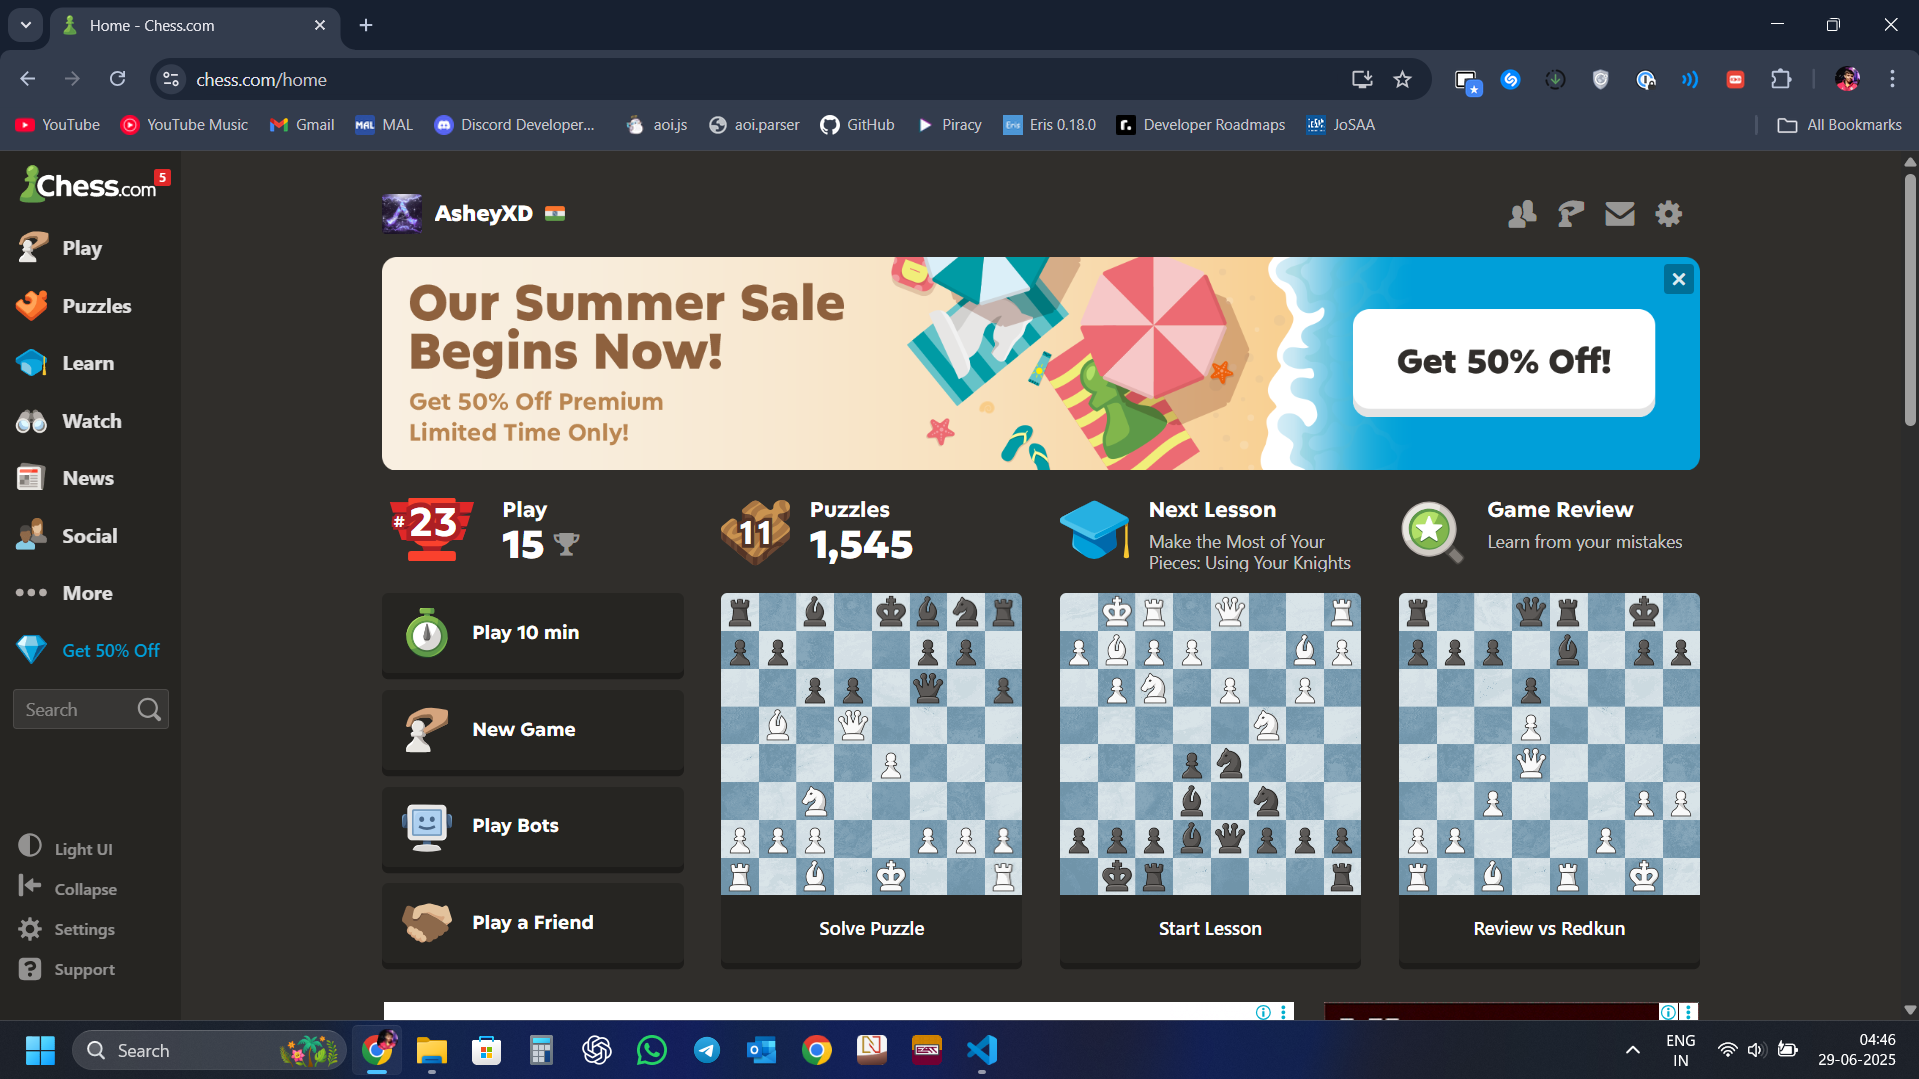 Home - Chess.com
chess.com/home
YouTube
YouTube Music
Gmail
MAL MAL
Discord Developer...
aoi.js
aoi.parser
GitHub
Piracy
Eris Eris 0.18.0
Developer Roadmaps
JoSAA
All Bookmarks
Chess.com 5
Play
Puzzles
Learn
Watch
News
Social
More
Get 50% Off
Search
Light UI
Collapse
Settings
Support
AsheyXD
Our Summer Sale
Begins Now!
Get 50% Off Premium
Limited Time Only!
Get 50% Off!
#23
Play
15
11
Puzzles
1,545
Next Lesson
Make the Most of Your
Pieces: Using Your Knights
Game Review
Learn from your mistakes
Play 10 min
New Game
Play Bots
Play a Friend
Solve Puzzle
Start Lesson
Review vs Redkun
Search
ENG
IN
04:46
29-06-2025